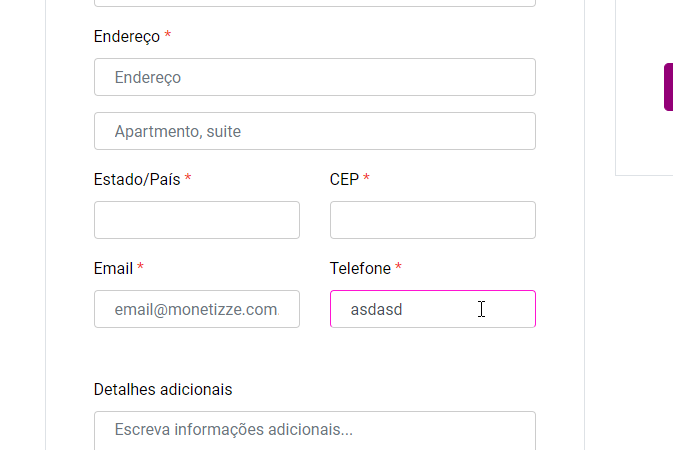 Endereço *
Endereço
Apartmento, suite
Estado/País * CEP *
Email * Telefone *
email@monetizze.com asdasd
Detalhes adicionais
Escreva informações adicionais...